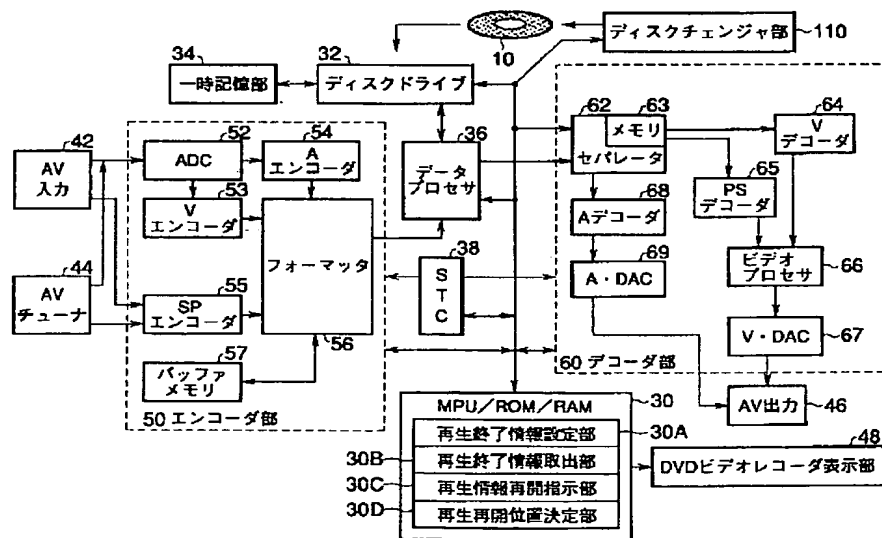 10
ディスクチェンジャ部
110
34
一時記憶部
32
ディスクドライブ
42
AV
入力
52
ADC
54
A
エンコーダ
53
V
エンコーダ
36
データ
プロセサ
62
63
メモリ
セパレータ
64
V
デコーダ
65
PS
デコーダ
68
Aデコーダ
44
AV
チューナ
55
SP
エンコーダ
フォーマッタ
56
38
S
T
C
69
A・DAC
ビデオ
プロセサ
66
V・DAC
67
57
バッファ
メモリ
50 エンコーダ部
60 デコーダ部
AV出力
46
MPU/ROM/RAM
30
再生終了情報設定部
30A
30B
再生終了情報取出部
30C
再生情報再開指示部
30D
再生再開位置決定部
48
DVDビデオレコーダ表示部